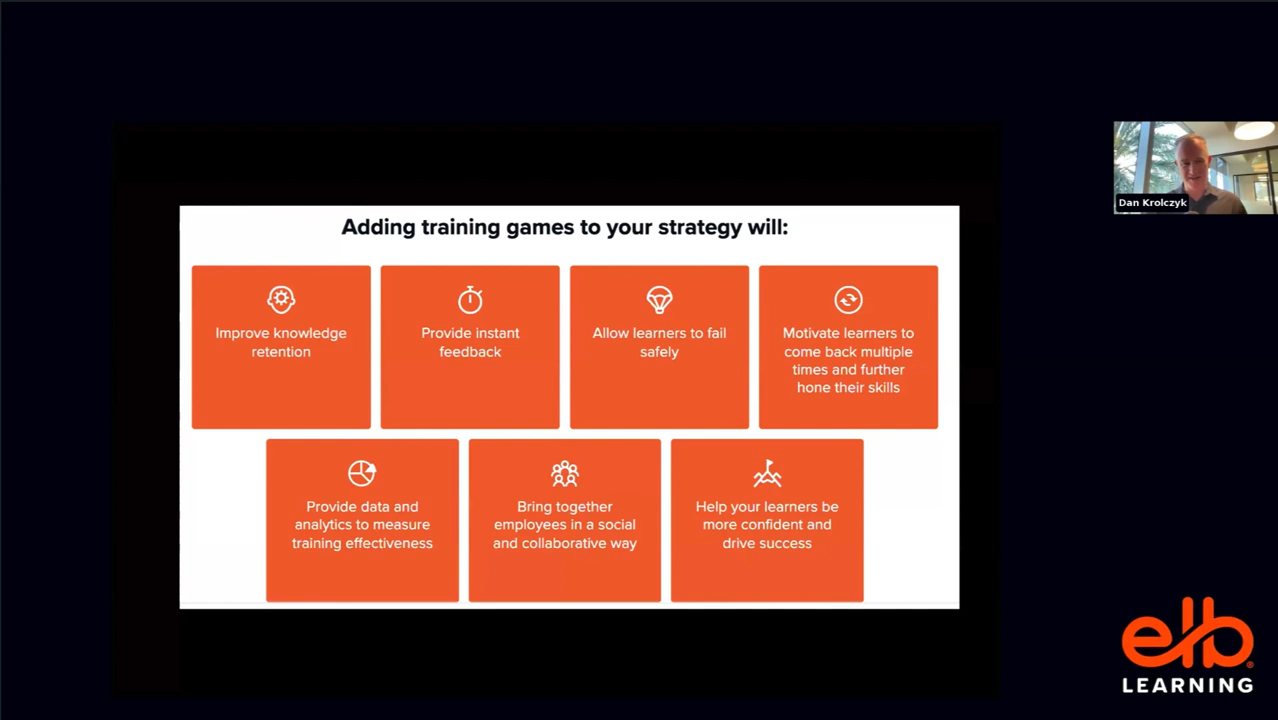 Adding training games to your strategy will:
Improve knowledge
retention
Provide instant
feedback
Allow learners to fail
safely
Motivate learners to
come back multiple
times and further
hone their skills
Provide data and
analytics to measure
training effectiveness
Bring together
employees in a social
and collaborative way
Help your learners be
more confident and
drive success
Dan Krolczyk
elb
LEARNING